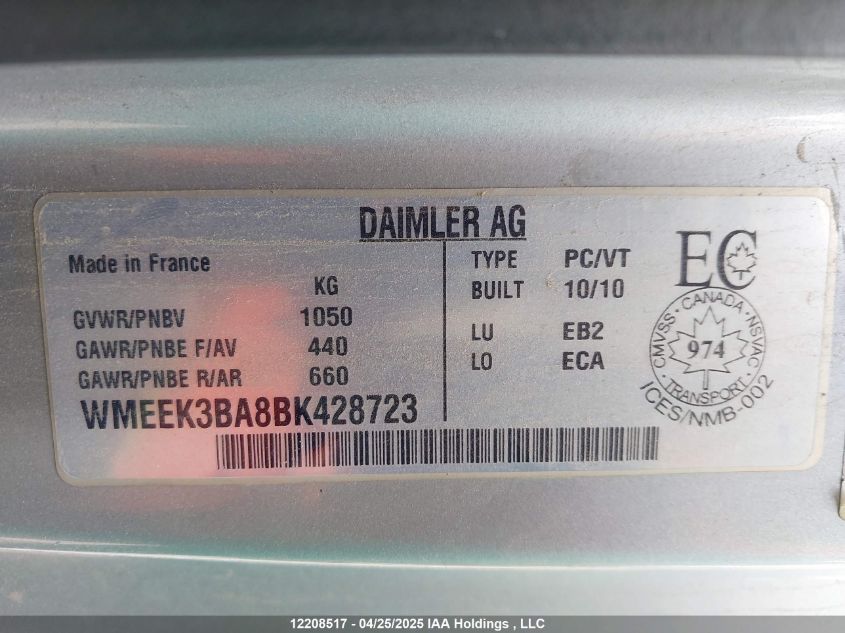 DAIMLER AG
Made in France
KG
GVWR/PNBV 1050
GAWR/PNBE F/AV 440
GAWR/PNBE R/AR 660
WMEEK3BA8BK428723
TYPE PC/VT
BUILT 10/10
LU EB2
LO ECA
EC
CMVSS · CANADA · NSVAC
974
TRANSPORT
ICES/NMB-002
12208517 - 04/25/2025 IAA Holdings , LLC